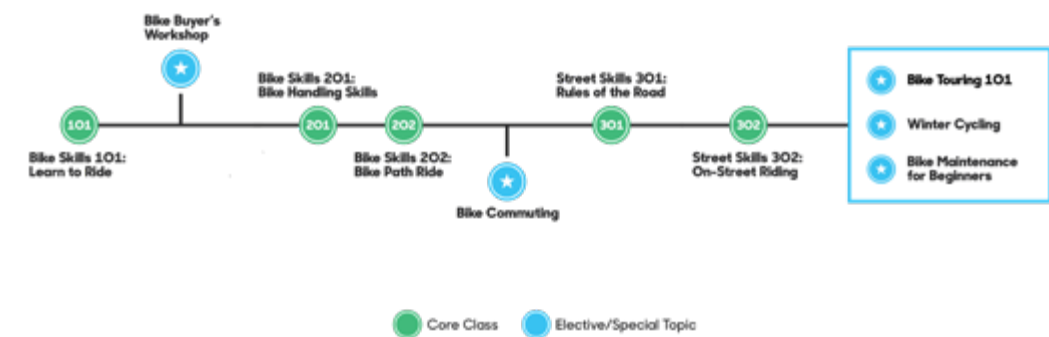 Bike Buyer's
Workshop
Bike Skills 201:
Bike Handling Skills
Street Skills 301:
Rules of the Road
101
201
202
301
302
Bike Skills 101:
Learn to Ride
Bike Skills 202:
Bike Path Ride
Street Skills 302:
On-Street Riding
Bike Commuting
Bike Touring 101
Winter Cycling
Bike Maintenance
for Beginners
Core Class
Elective/Special Topic